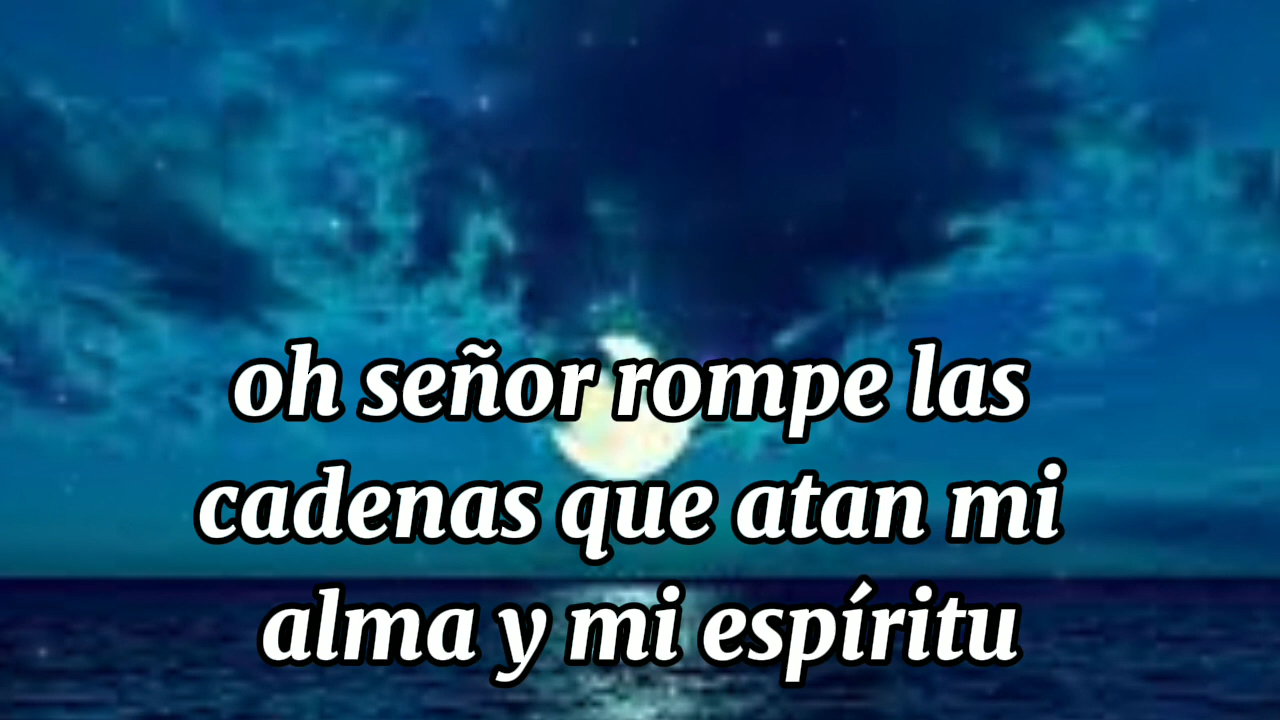 oh señor rompe las
cadenas que atan mi
alma y mi espíritu